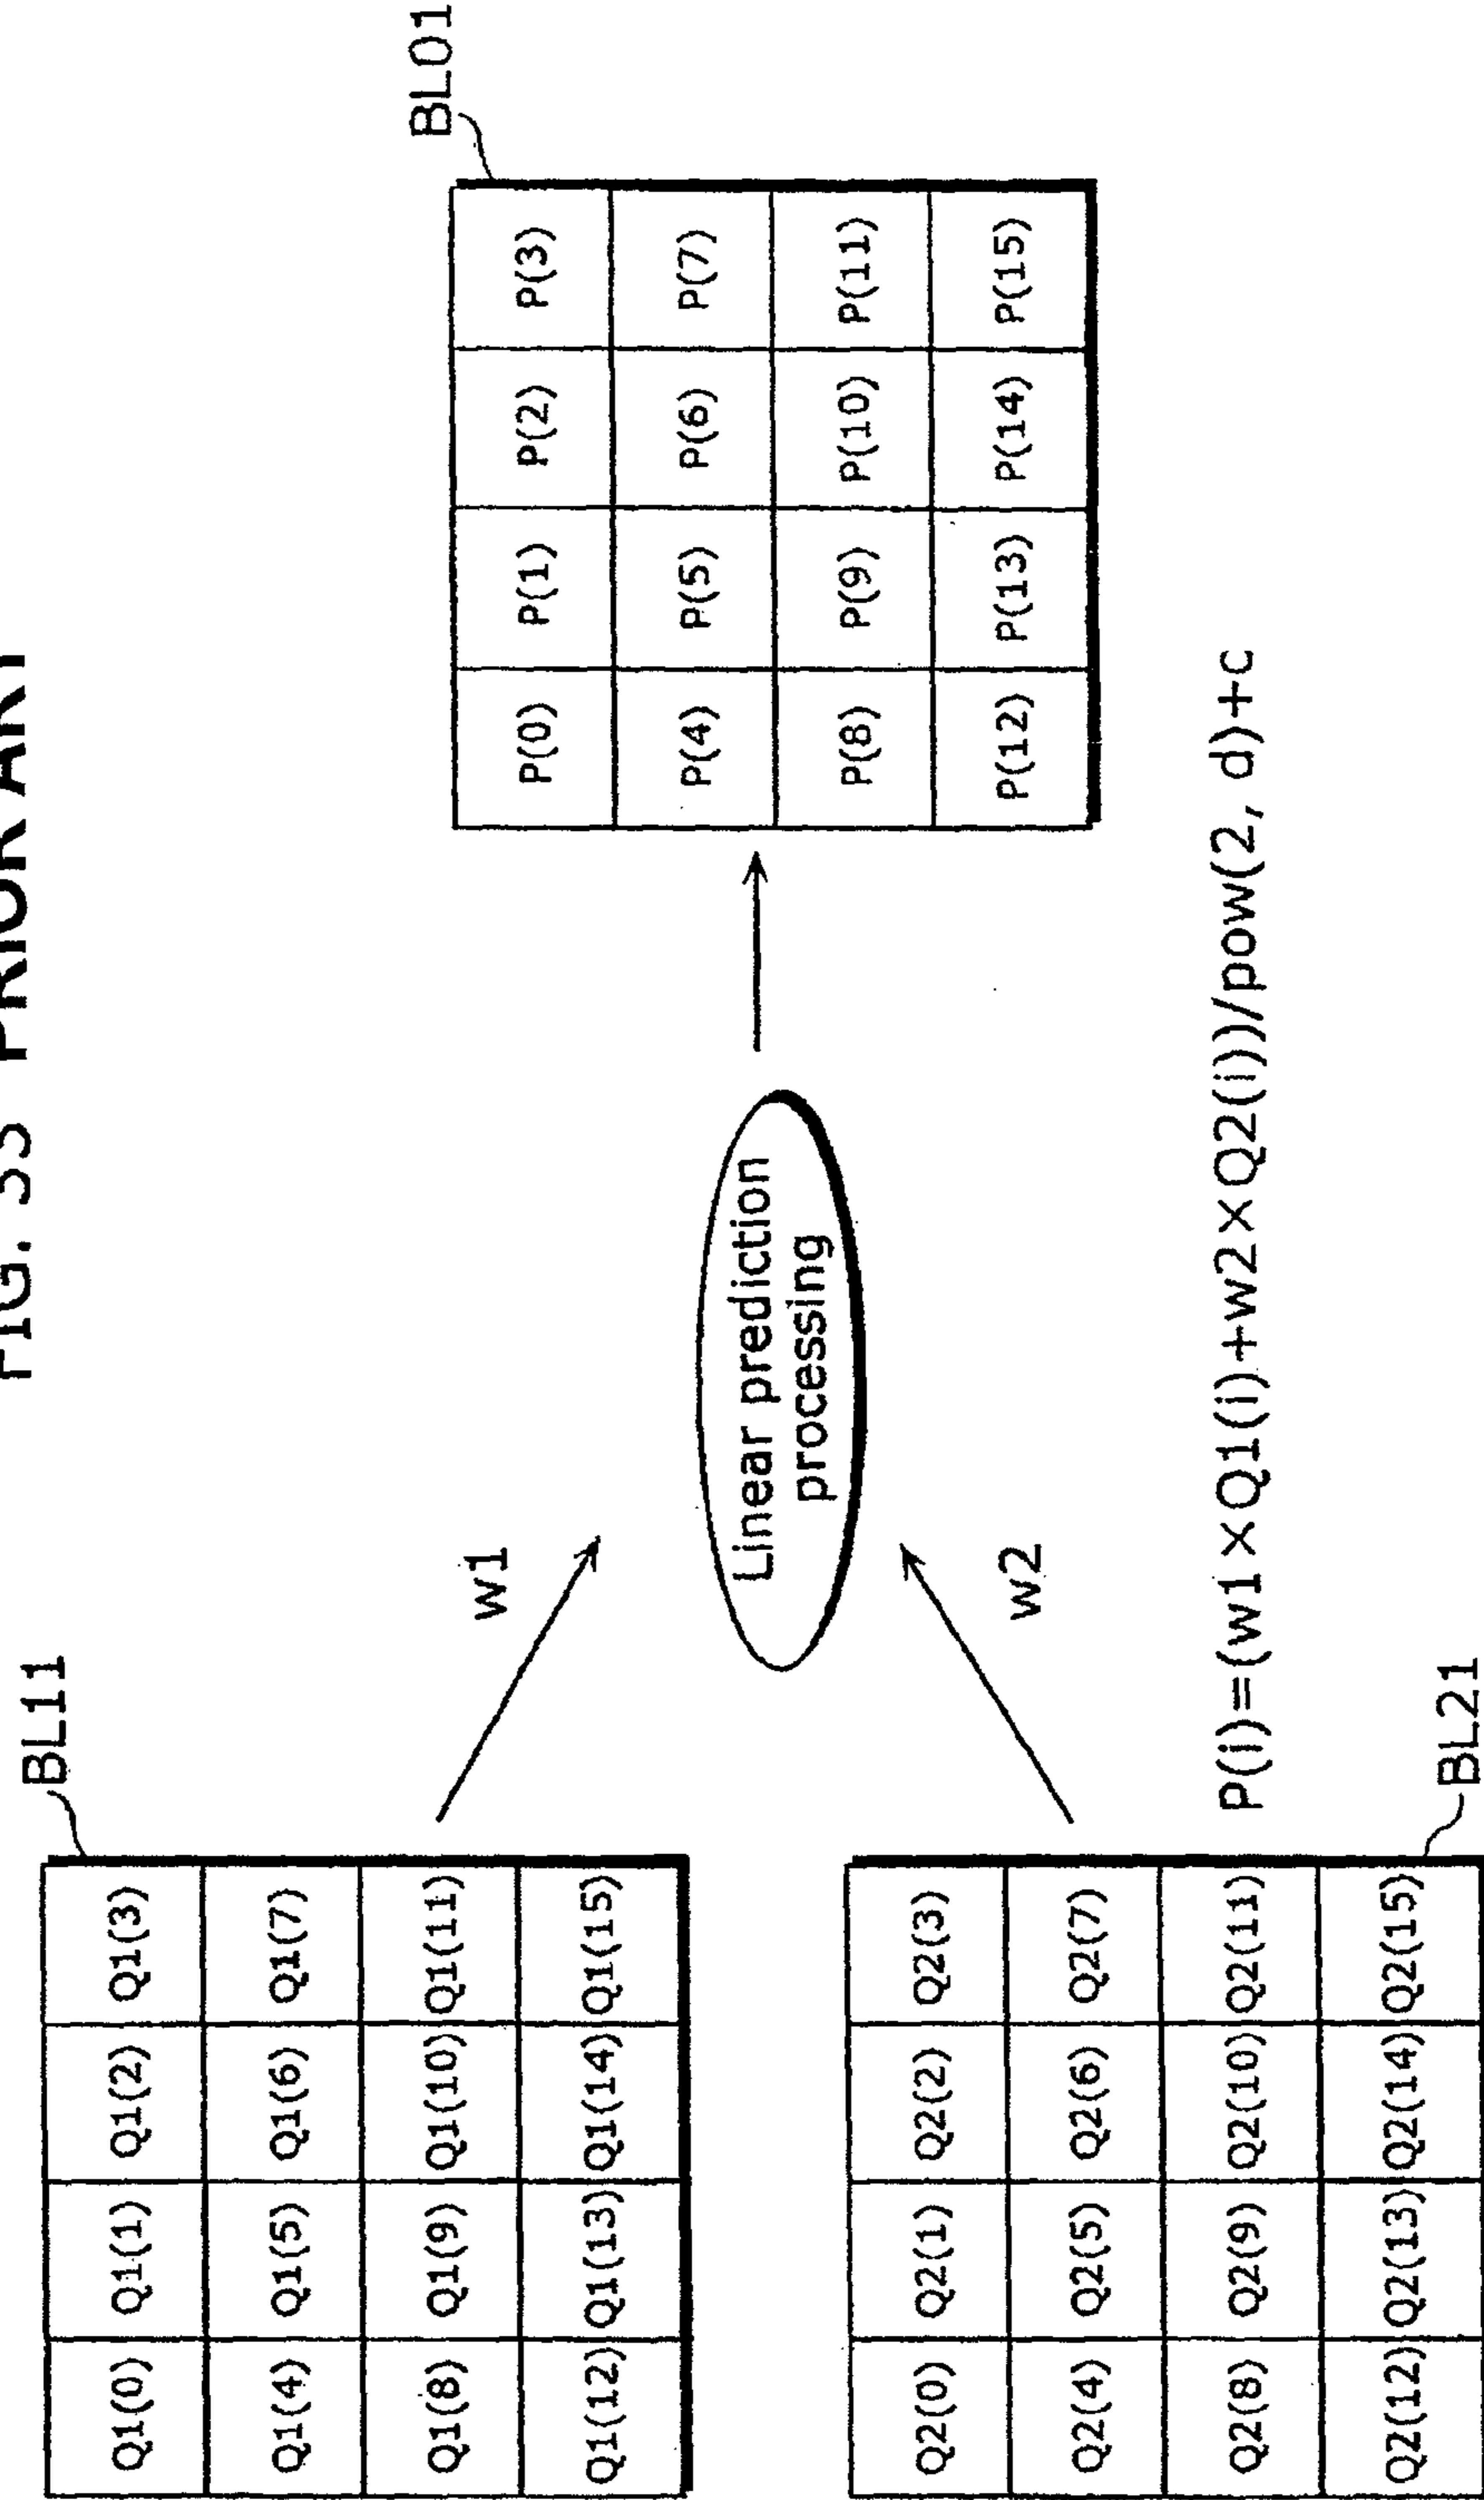 FIG. 53 PRIOR ART
BL11
Q1(0) Q1(1) Q1(2) Q1(3)
Q1(4) Q1(5) Q1(6) Q1(7)
Q1(8) Q1(9) Q1(10) Q1(11)
Q1(12) Q1(13) Q1(14) Q1(15)
w1
BL01
P(0) P(1) P(2) P(3)
P(4) P(5) P(6) P(7)
P(8) P(9) P(10) P(11)
P(12) P(13) P(14) P(15)
Linear prediction
processing
Q2(0) Q2(1) Q2(2) Q2(3)
Q2(4) Q2(5) Q2(6) Q2(7)
Q2(8) Q2(9) Q2(10) Q2(11)
Q2(12) Q2(13) Q2(14) Q2(15)
w2
P(i)=(w1×Q1(i)+w2×Q2(i))/pow(2, d)+c
BL21